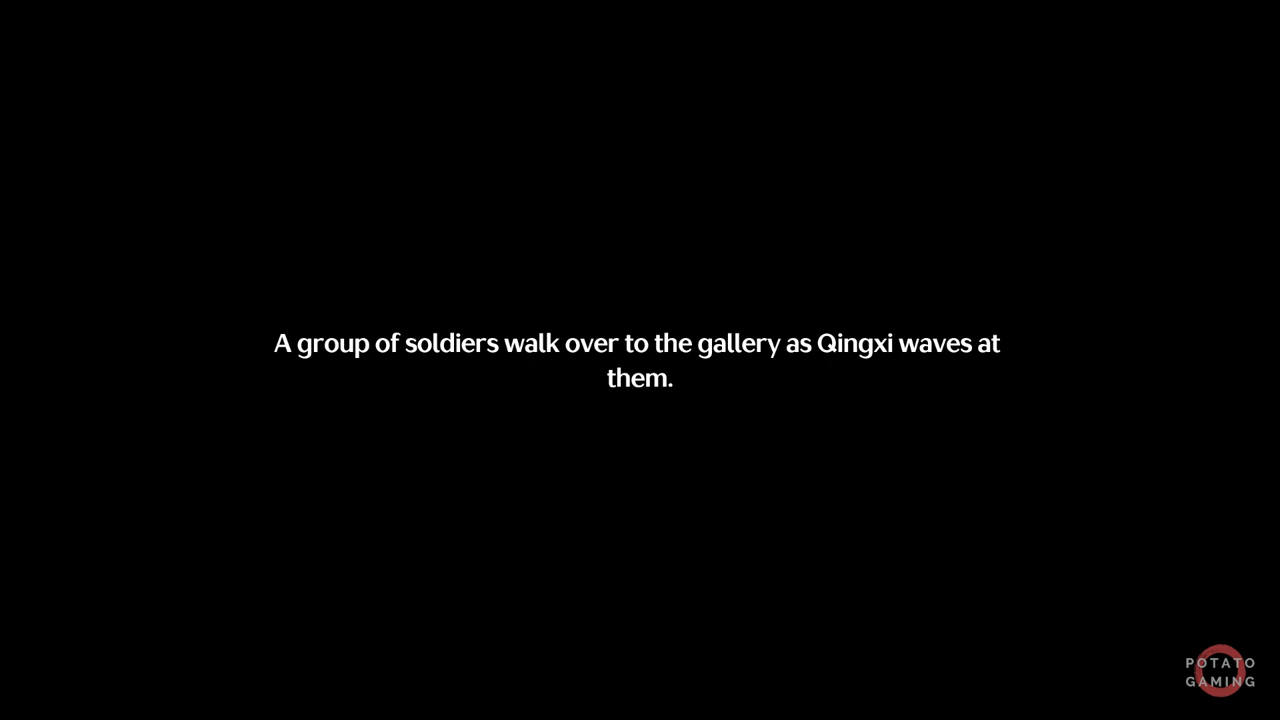 A group of soldiers walk over to the gallery as Qingxi waves at
them.
POTATO
GAMING